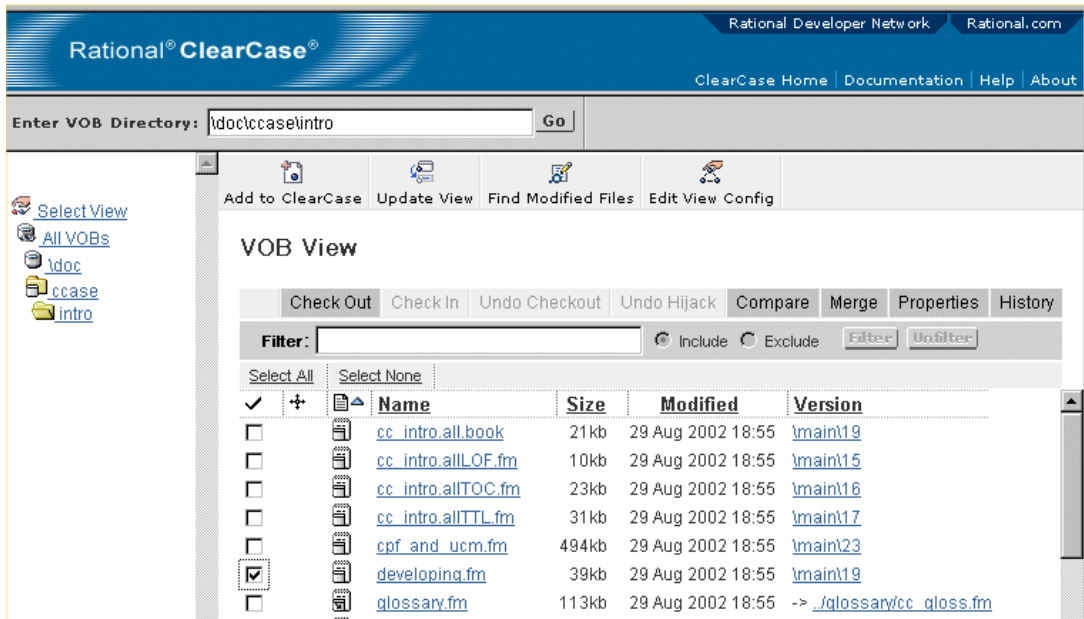 Rational Developer Network Rational.com
Rational® ClearCase®
ClearCase Home | Documentation | Help | About
Enter VOB Directory: \doc\ccase\intro Go
Add to ClearCase Update View Find Modified Files Edit View Config
Select View
All VOBs
\doc
ccase
intro
VOB View
Check Out Check In Undo Checkout Undo Hijack Compare Merge Properties History
Filter: Include Exclude Filter Unfilter
Select All Select None
Name Size Modified Version
cc_intro.all.book 21kb 29 Aug 2002 18:55 \main\19
cc_intro.allLOF.fm 10kb 29 Aug 2002 18:55 \main\15
cc_intro.allTOC.fm 23kb 29 Aug 2002 18:55 \main\16
cc_intro.allTTL.fm 31kb 29 Aug 2002 18:55 \main\17
cpf_and_ucm.fm 494kb 29 Aug 2002 18:55 \main\23
developing.fm 39kb 29 Aug 2002 18:55 \main\19
glossary.fm 113kb 29 Aug 2002 18:55 -> ../glossary/cc_gloss.fm